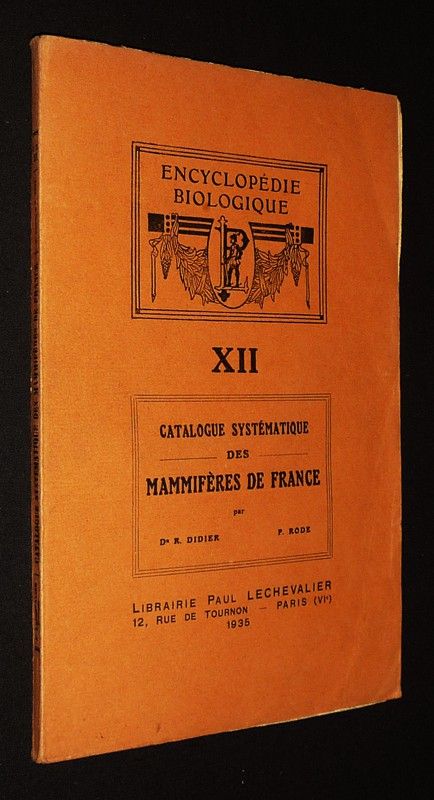 ENCYCLOPÉDIE
BIOLOGIQUE
XII
CATALOGUE SYSTÉMATIQUE
DES
MAMMIFÈRES DE FRANCE
par
Dr R. DIDIER P. RODE
LIBRAIRIE PAUL LECHEVALIER
12, RUE DE TOURNON — PARIS (VIe)
1935